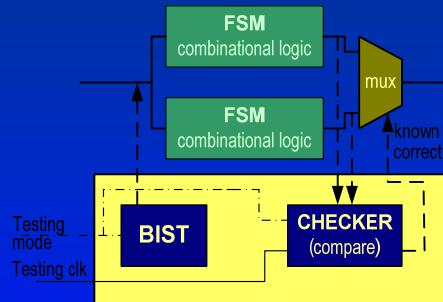 FSM
combinational logic
mux
FSM
combinational logic
known
correct
Testing
mode
BIST
CHECKER
(compare)
Testing clk